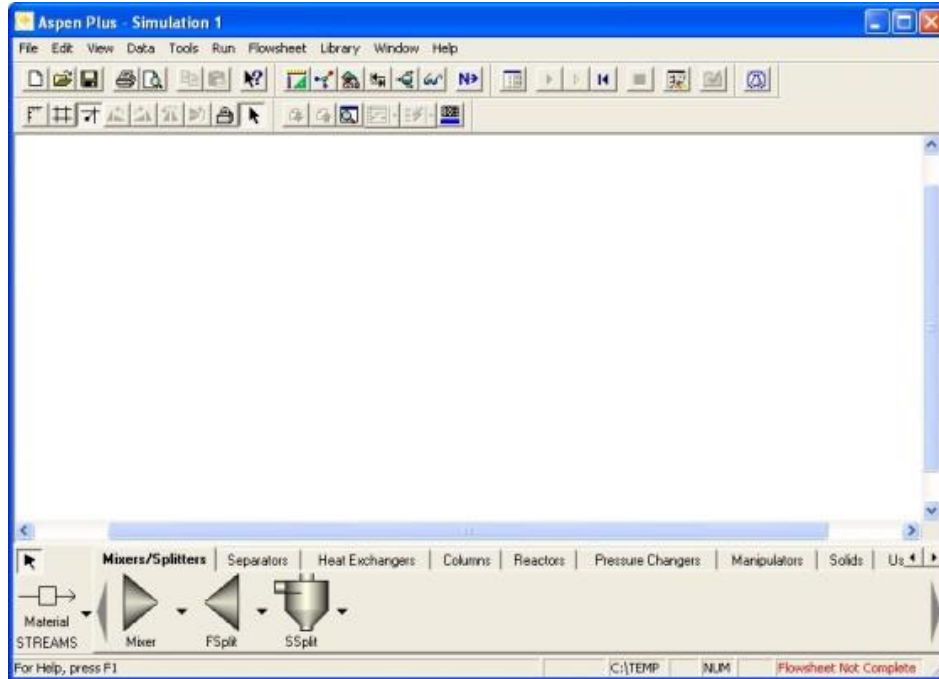 Aspen Plus - Simulation 1
File Edit View Data Tools Run Flowsheet Library Window Help
N>
Mixers/Splitters Separators Heat Exchangers Columns Reactors Pressure Changers Manipulators Solids Us
Material
STREAMS Mixer FSplit SSplit
For Help, press F1 C:\TEMP NUM Flowsheet Not Complete